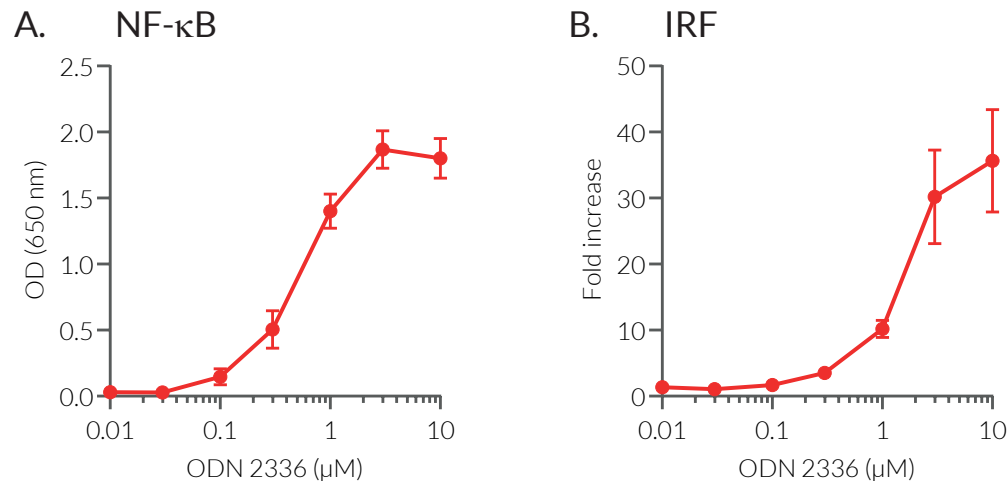 A. NF-κB
2.5
2.0
1.5
1.0
0.5
0.0
OD (650 nm)
0.01 0.1 1 10
ODN 2336 (µM)
B. IRF
50
40
30
20
10
0
Fold increase
0.01 0.1 1 10
ODN 2336 (µM)